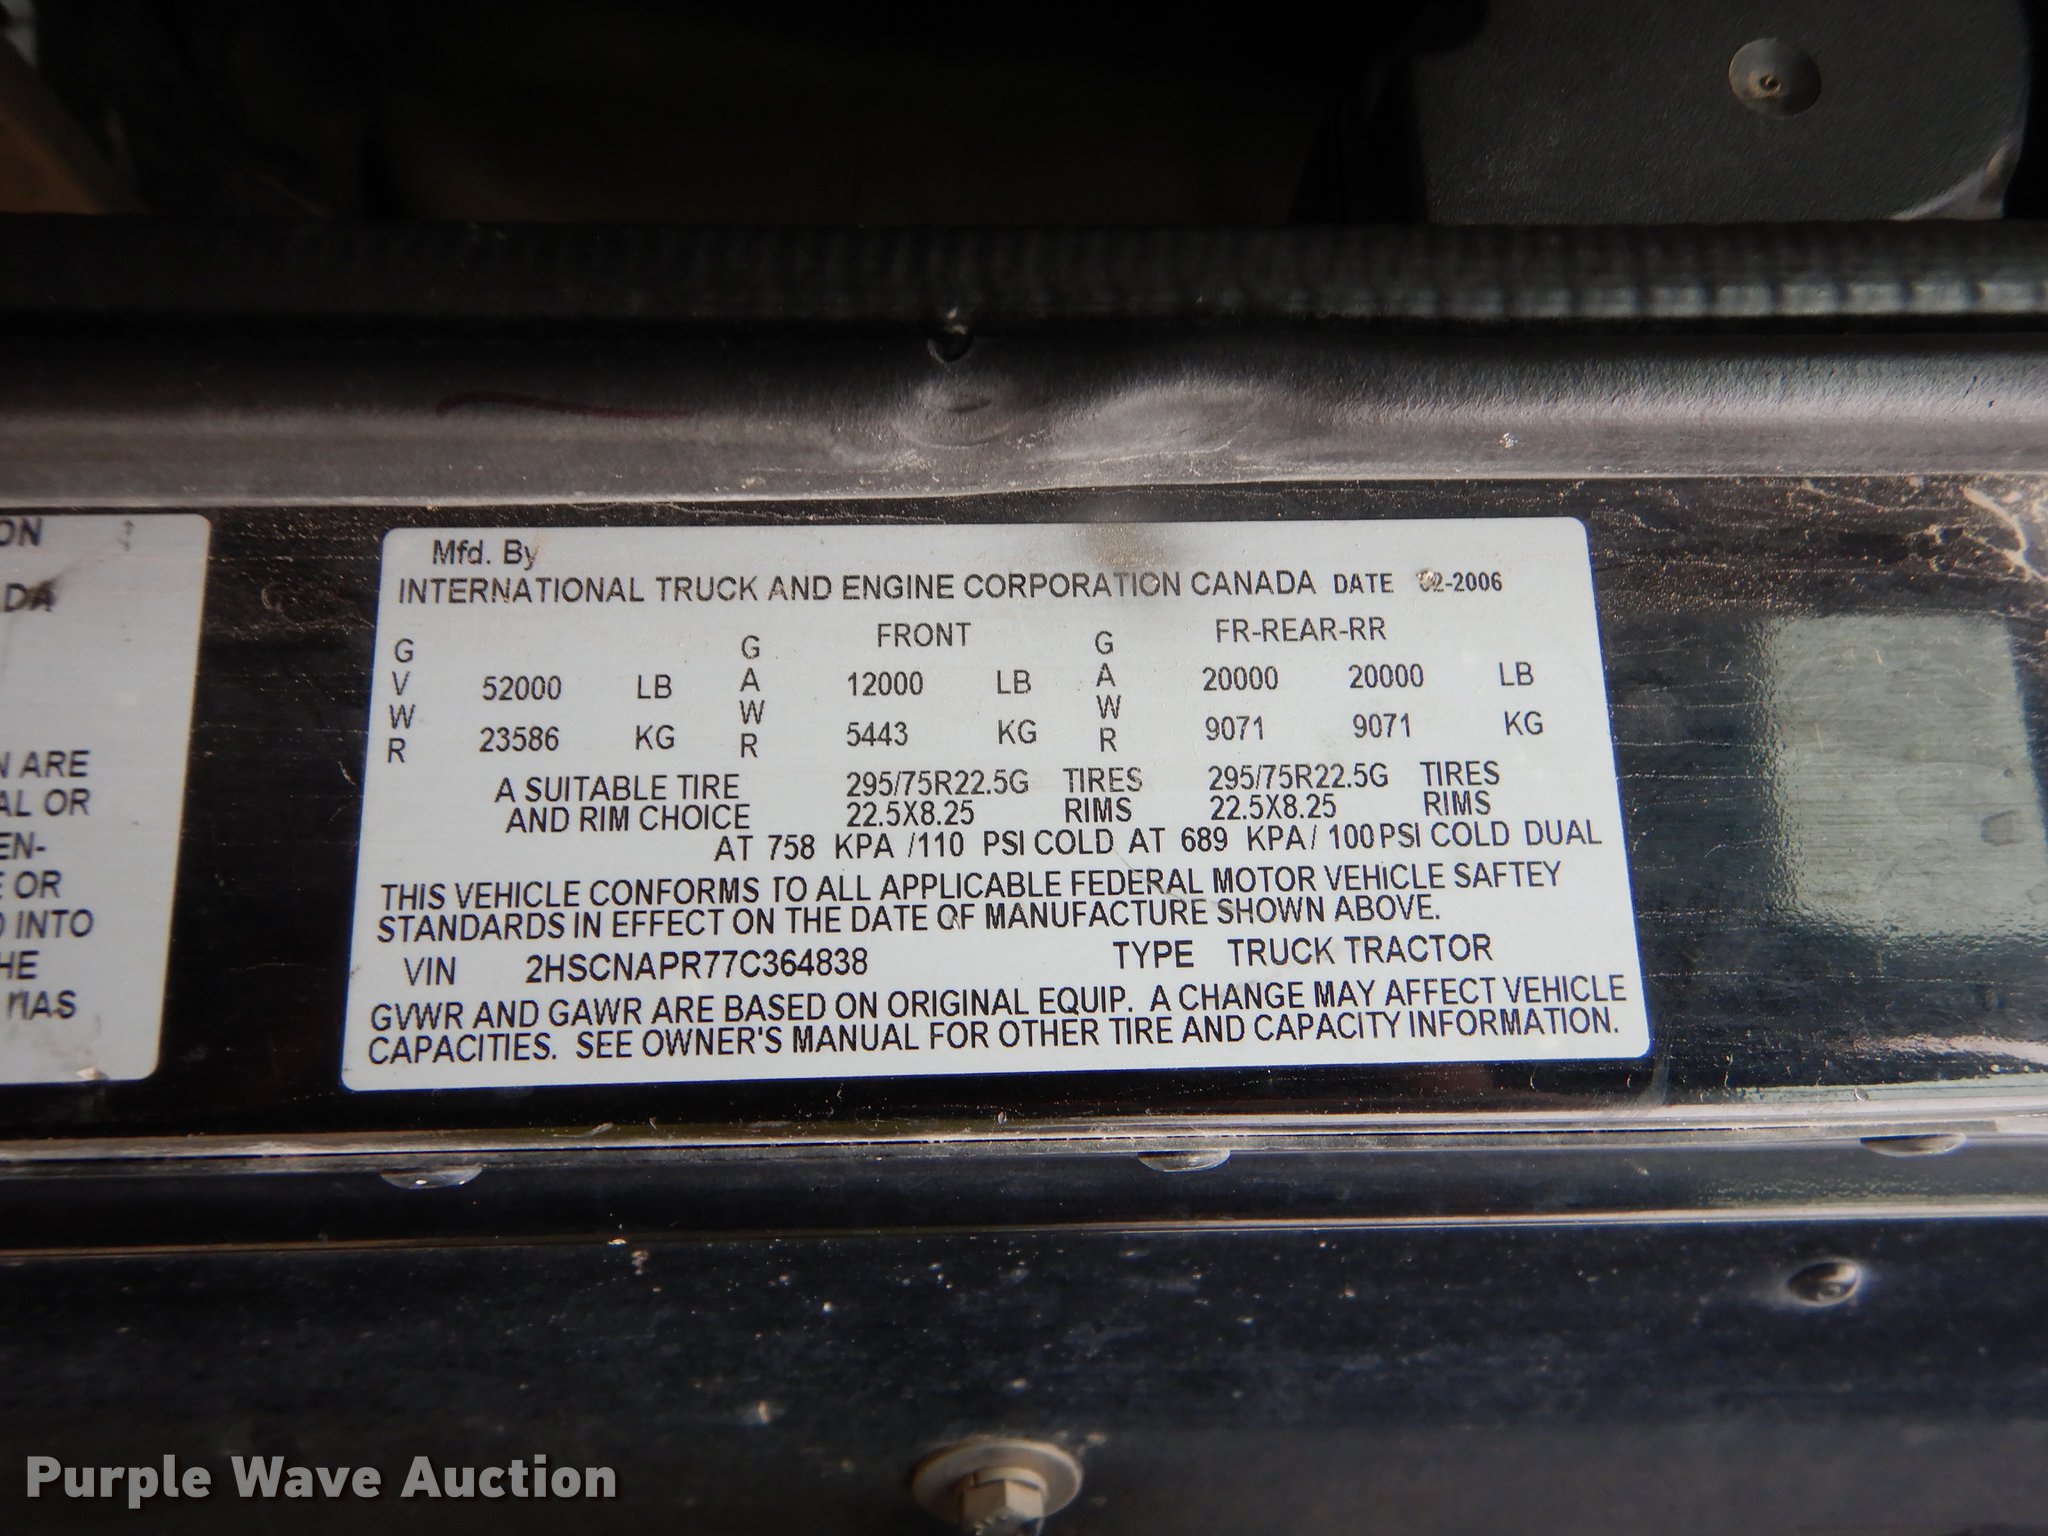 ON
DA
N ARE
AL OR
EN-
E OR
INTO
HE
Mfd. By
INTERNATIONAL TRUCK AND ENGINE CORPORATION CANADA DATE 02-2006
GVWR 52000 LB 23586 KG
GAWR FRONT 12000 LB 5443 KG
GAWR FR-REAR-RR 20000 20000 LB 9071 9071 KG
A SUITABLE TIRE 295/75R22.5G TIRES 295/75R22.5G TIRES
AND RIM CHOICE 22.5X8.25 RIMS 22.5X8.25 RIMS
AT 758 KPA /110 PSI COLD AT 689 KPA/ 100 PSI COLD DUAL
THIS VEHICLE CONFORMS TO ALL APPLICABLE FEDERAL MOTOR VEHICLE SAFTEY
STANDARDS IN EFFECT ON THE DATE OF MANUFACTURE SHOWN ABOVE.
VIN 2HSCNAPR77C364838 TYPE TRUCK TRACTOR
GVWR AND GAWR ARE BASED ON ORIGINAL EQUIP. A CHANGE MAY AFFECT VEHICLE
CAPACITIES. SEE OWNER'S MANUAL FOR OTHER TIRE AND CAPACITY INFORMATION.
Purple Wave Auction